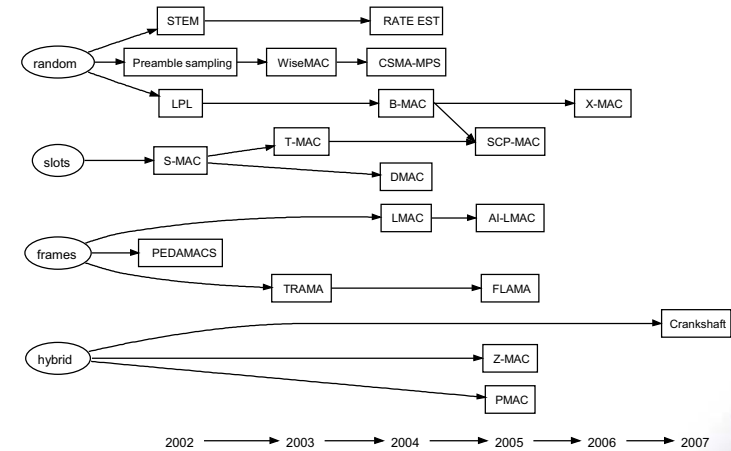 STEM
RATE EST
random
Preamble sampling
WiseMAC
CSMA-MPS
LPL
B-MAC
X-MAC
T-MAC
SCP-MAC
slots
S-MAC
DMAC
LMAC
AI-LMAC
frames
PEDAMACS
TRAMA
FLAMA
Crankshaft
hybrid
Z-MAC
PMAC
2002
2003
2004
2005
2006
2007